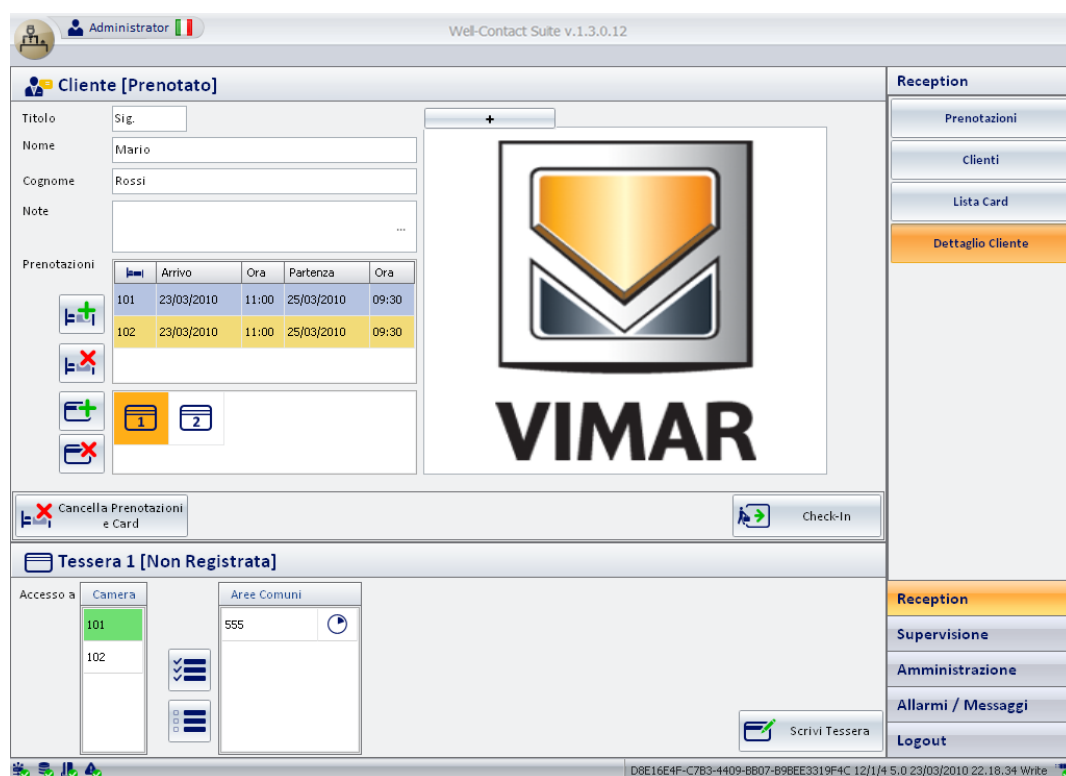 Administrator
Well-Contact Suite v.1.3.0.12
Cliente [Prenotato]
Titolo
Sig.
+
Nome
Mario
Cognome
Rossi
Note
...
Prenotazioni
Arrivo Ora Partenza Ora
101 23/03/2010 11:00 25/03/2010 09:30
102 23/03/2010 11:00 25/03/2010 09:30
1 2
VIMAR
Cancella Prenotazioni
e Card
Check-In
Tessera 1 [Non Registrata]
Accesso a
Camera
101
102
Aree Comuni
555
Scrivi Tessera
Reception
Prenotazioni
Clienti
Lista Card
Dettaglio Cliente
Reception
Supervisione
Amministrazione
Allarmi / Messaggi
Logout
D8E16E4F-C7B3-4409-BB07-B9BEE3319F4C 12/1/4 5.0 23/03/2010 22.18.34 Write